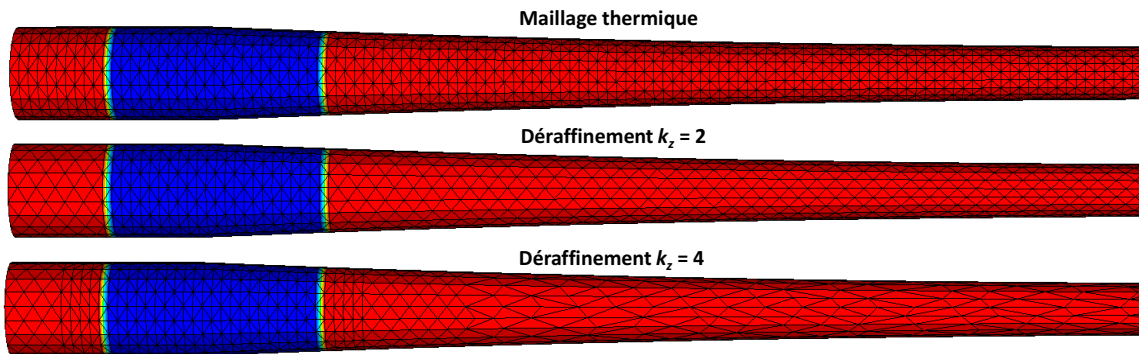 Maillage thermique
Déraffinement k_z = 2
Déraffinement k_z = 4